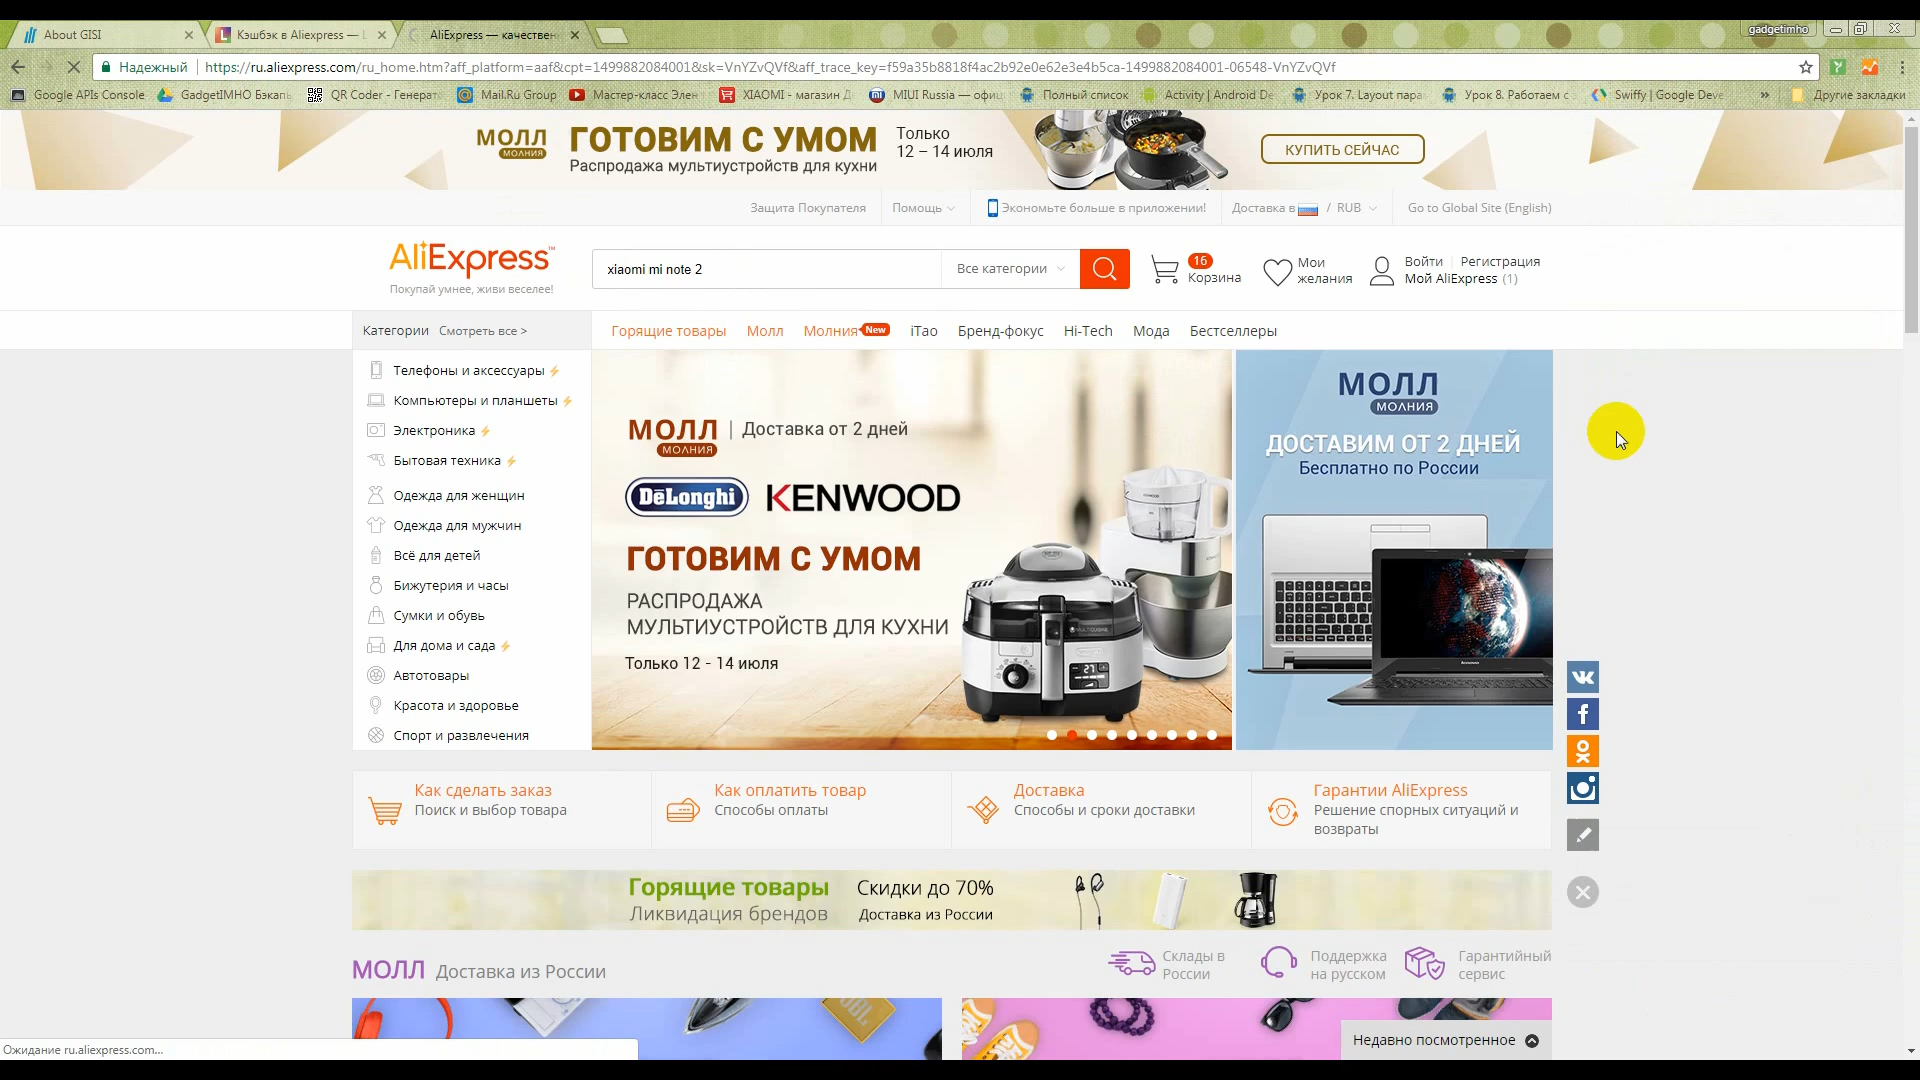 About GISI
Кэшбэк в Aliexpress — L
AliExpress — качествен
gadgetimho
Надежный
https://ru.aliexpress.com/ru_home.htm?aff_platform=aaf&cpt=1499882084001&sk=VnYZvQVf&aff_trace_key=f59a35b8818f4ac2b92e0e62e3e4b5ca-1499882084001-06548-VnYZvQVf
Google APIs Console
GadgetIMHO Бэкапь
QR Coder - Генерат
Mail.Ru Group
Мастер-класс Элен
XIAOMI - магазин Д
MIUI Russia — офиц
Полный список
Activity | Android De
Урок 7. Layout пара
Урок 8. Работаем с
Swiffy | Google Deve
»
Другие закладки
МОЛЛ
МОЛНИЯ
ГОТОВИМ С УМОМ
Распродажа мультиустройств для кухни
Только
12 – 14 июля
КУПИТЬ СЕЙЧАС
Защита Покупателя
Помощь
Экономьте больше в приложении!
Доставка в / RUB
Go to Global Site (English)
AliExpress™
Покупай умнее, живи веселее!
xiaomi mi note 2
Все категории
16
Корзина
Мои
желания
Войти
Регистрация
Мой AliExpress (1)
Категории
Смотреть все >
Горящие товары
Молл
Молния
New
iTao
Бренд-фокус
Hi-Tech
Мода
Бестселлеры
Телефоны и аксессуары
Компьютеры и планшеты
Электроника
Бытовая техника
Одежда для женщин
Одежда для мужчин
Всё для детей
Бижутерия и часы
Сумки и обувь
Для дома и сада
Автотовары
Красота и здоровье
Спорт и развлечения
МОЛЛ
МОЛНИЯ
Доставка от 2 дней
DeLonghi
KENWOOD
ГОТОВИМ С УМОМ
РАСПРОДАЖА
МУЛЬТИУСТРОЙСТВ ДЛЯ КУХНИ
Только 12 - 14 июля
МОЛЛ
МОЛНИЯ
ДОСТАВИМ ОТ 2 ДНЕЙ
Бесплатно по России
Как сделать заказ
Поиск и выбор товара
Как оплатить товар
Способы оплаты
Доставка
Способы и сроки доставки
Гарантии AliExpress
Решение спорных ситуаций и
возвраты
Горящие товары
Ликвидация брендов
Скидки до 70%
Доставка из России
МОЛЛ
Доставка из России
Склады в
России
Поддержка
на русском
Гарантийный
сервис
JBL
Недавно посмотренное
Ожидание ru.aliexpress.com...